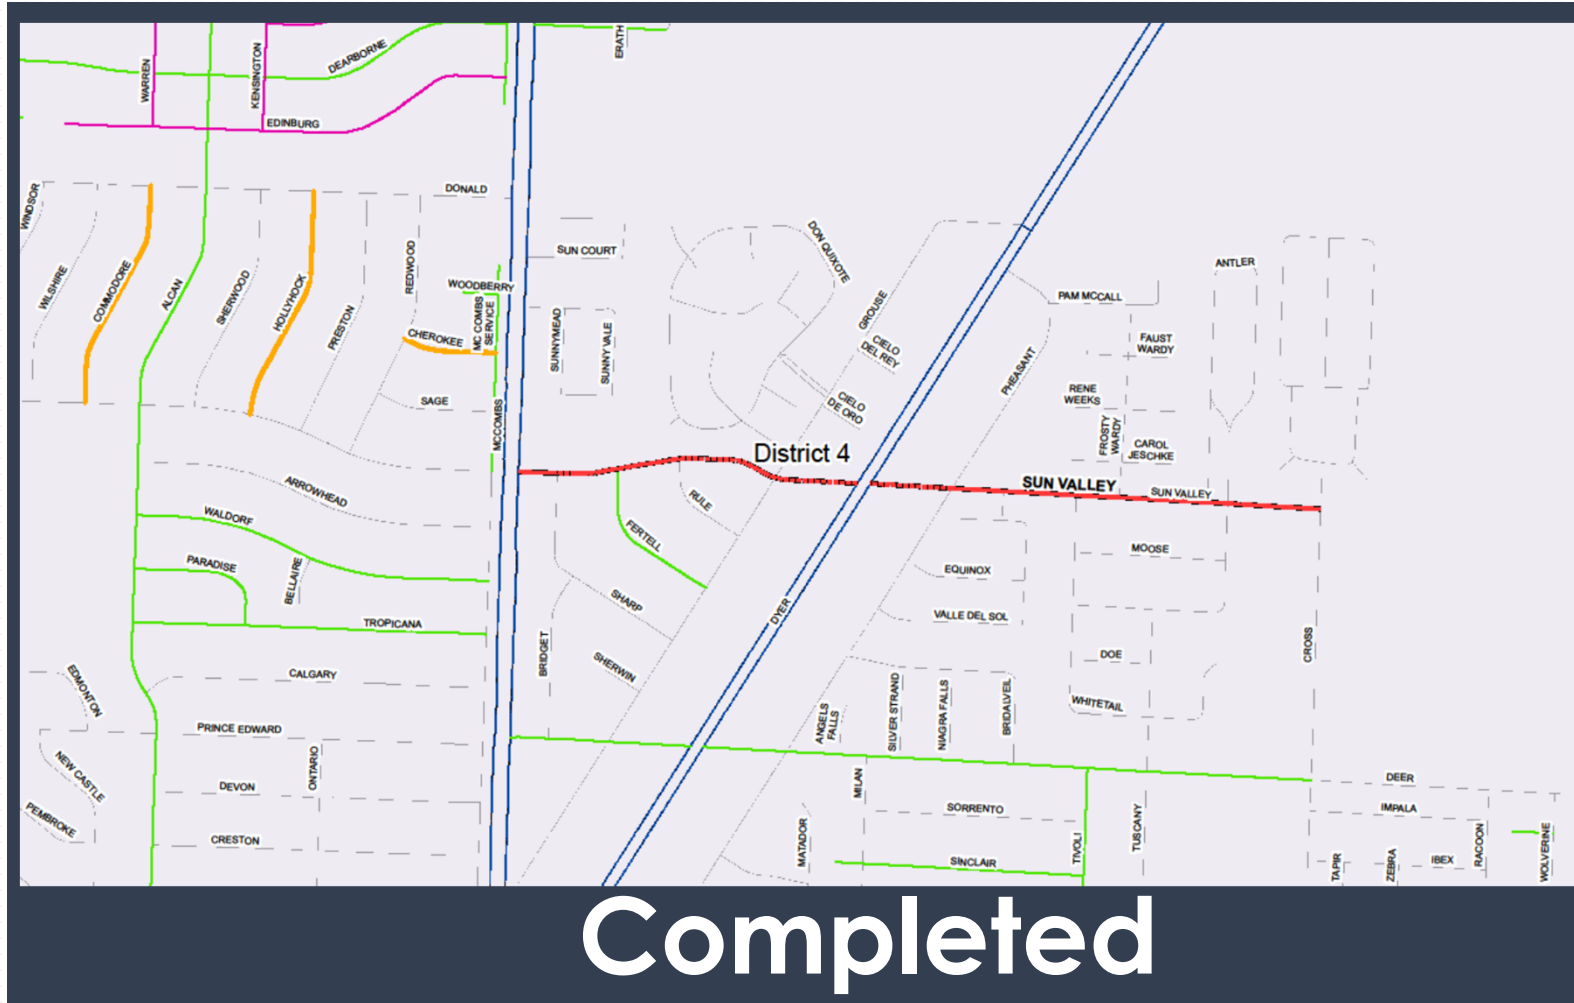 ERATH
DEARBORNE
WARREN
KENSINGTON
EDINBURG
DONALD
WINDSOR
WILSHIRE
COMMODORE
ALCAN
SHERWOOD
HOLLYHOCK
PRESTON
REDWOOD
WOODBERRY
CHEROKEE
MC COMBS
SERVICE
SAGE
MCCOMBS
SUN COURT
SUNNYMEAD
SUNNY VALE
DON QUIXOTE
GROUSE
CIELO
DEL REY
CIELO
DE ORO
PHEASANT
PAM MCCALL
ANTLER
FAUST
WARDY
RENE
WEEKS
FROSTY
WARDY
CAROL
JESCHKE
District 4
SUN VALLEY
SUN VALLEY
ARROWHEAD
RULE
WALDORF
FERTELL
PARADISE
BELLAIRE
MOOSE
EQUINOX
SHARP
DYER
VALLE DEL SOL
TROPICANA
BRIDGET
SHERWIN
DOE
CROSS
CALGARY
EDMONTON
WHITETAIL
ANGELS
FALLS
SILVER STRAND
NIAGRA FALLS
BRIDALVEIL
PRINCE EDWARD
NEW CASTLE
ONTARIO
DEVON
PEMBROKE
CRESTON
MILAN
DEER
SORRENTO
IMPALA
MATADOR
TIVOLI
TUSCANY
SINCLAIR
TAPIR
ZEBRA
IBEX
RACOON
WOLVERINE
Completed